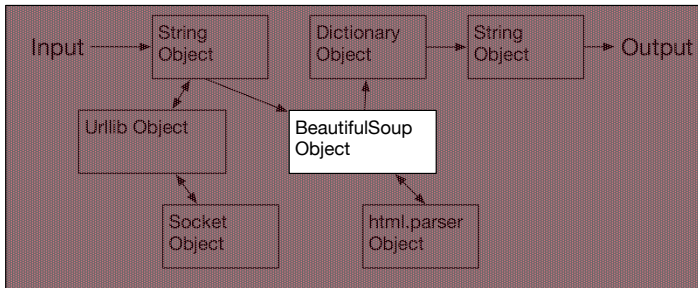 Input
String
Object
Dictionary
Object
String
Object
Output
Urllib Object
BeautifulSoup
Object
Socket
Object
html.parser
Object